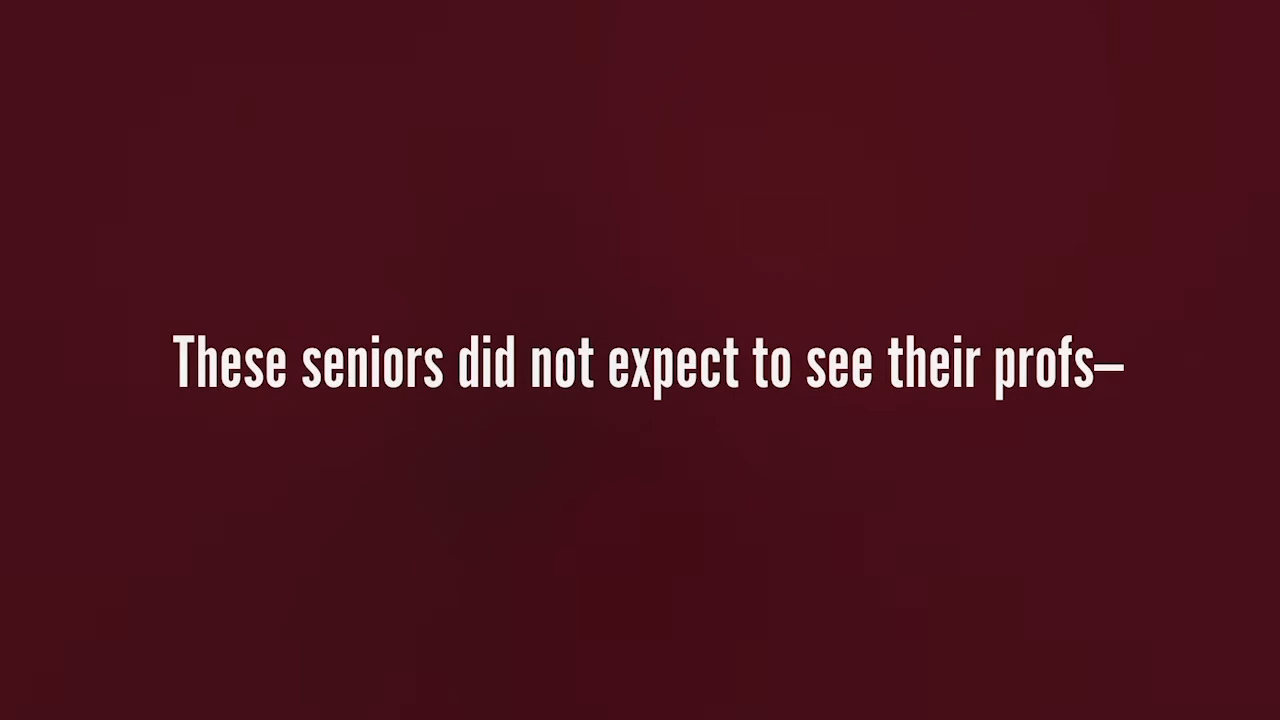 These seniors did not expect to see their profs–